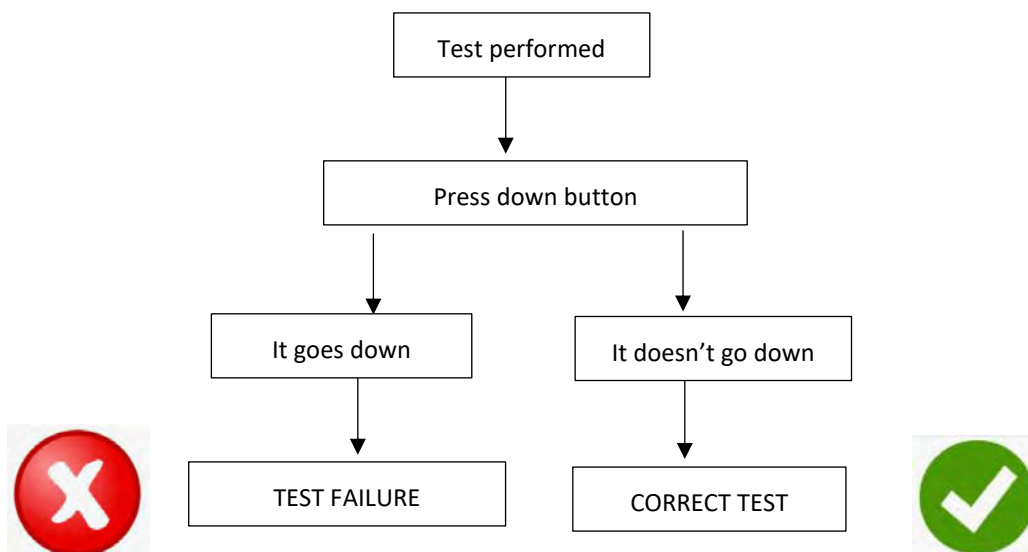 Test performed
Press down button
It goes down
It doesn’t go down
TEST FAILURE
CORRECT TEST